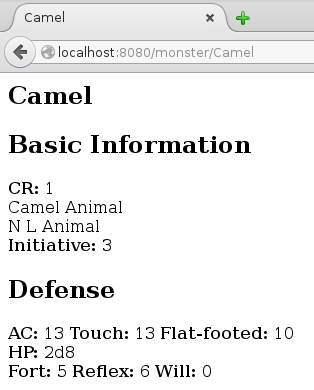 Camel
localhost:8080/monster/Camel
Camel
Basic Information
CR: 1
Camel Animal
N L Animal
Initiative: 3
Defense
AC: 13 Touch: 13 Flat-footed: 10
HP: 2d8
Fort: 5 Reflex: 6 Will: 0